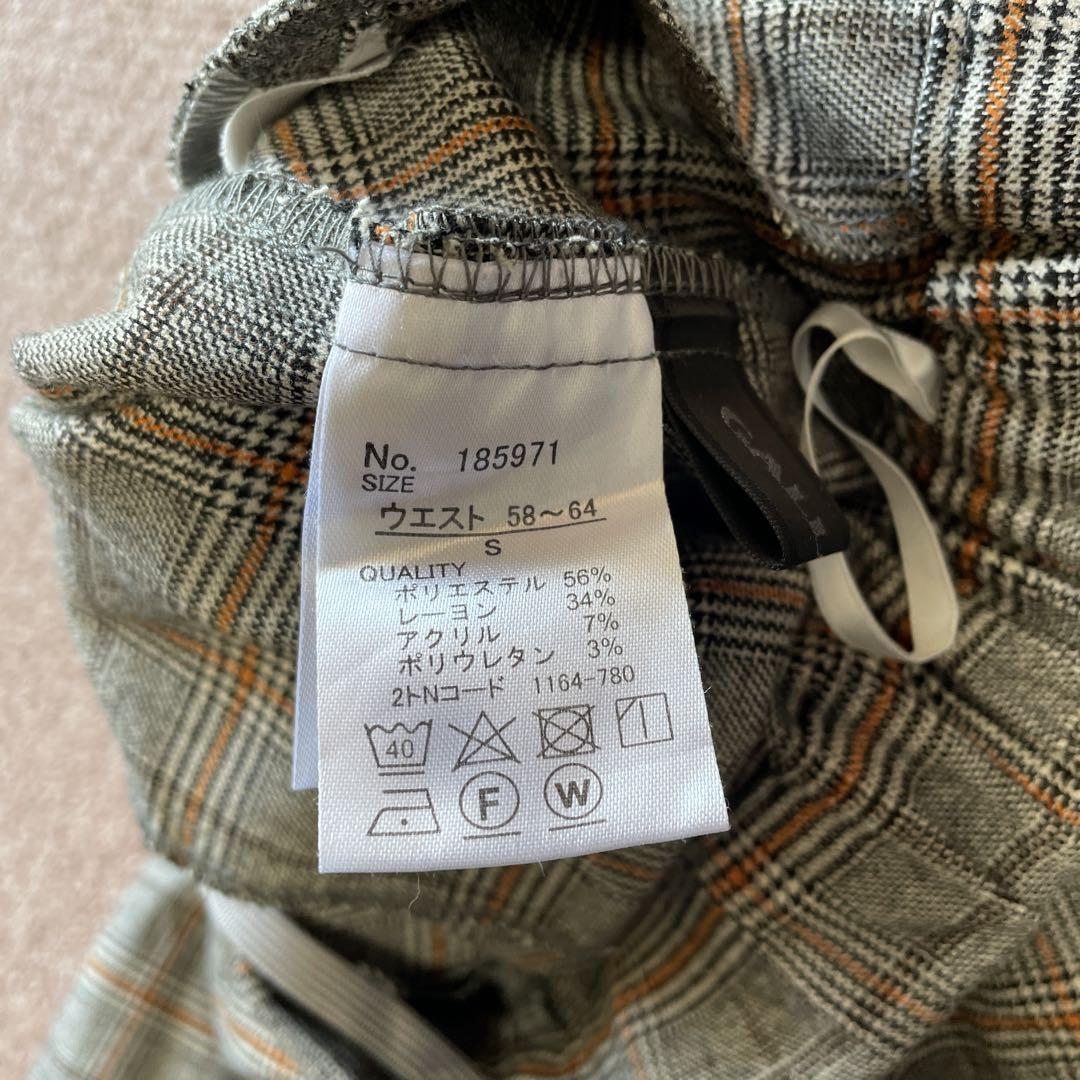 No. 185971
SIZE
ウエスト 58～64
S
QUALITY
ポリエステル 56%
レーヨン 34%
アクリル 7%
ポリウレタン 3%
2トNコード 1164-780
40
F W